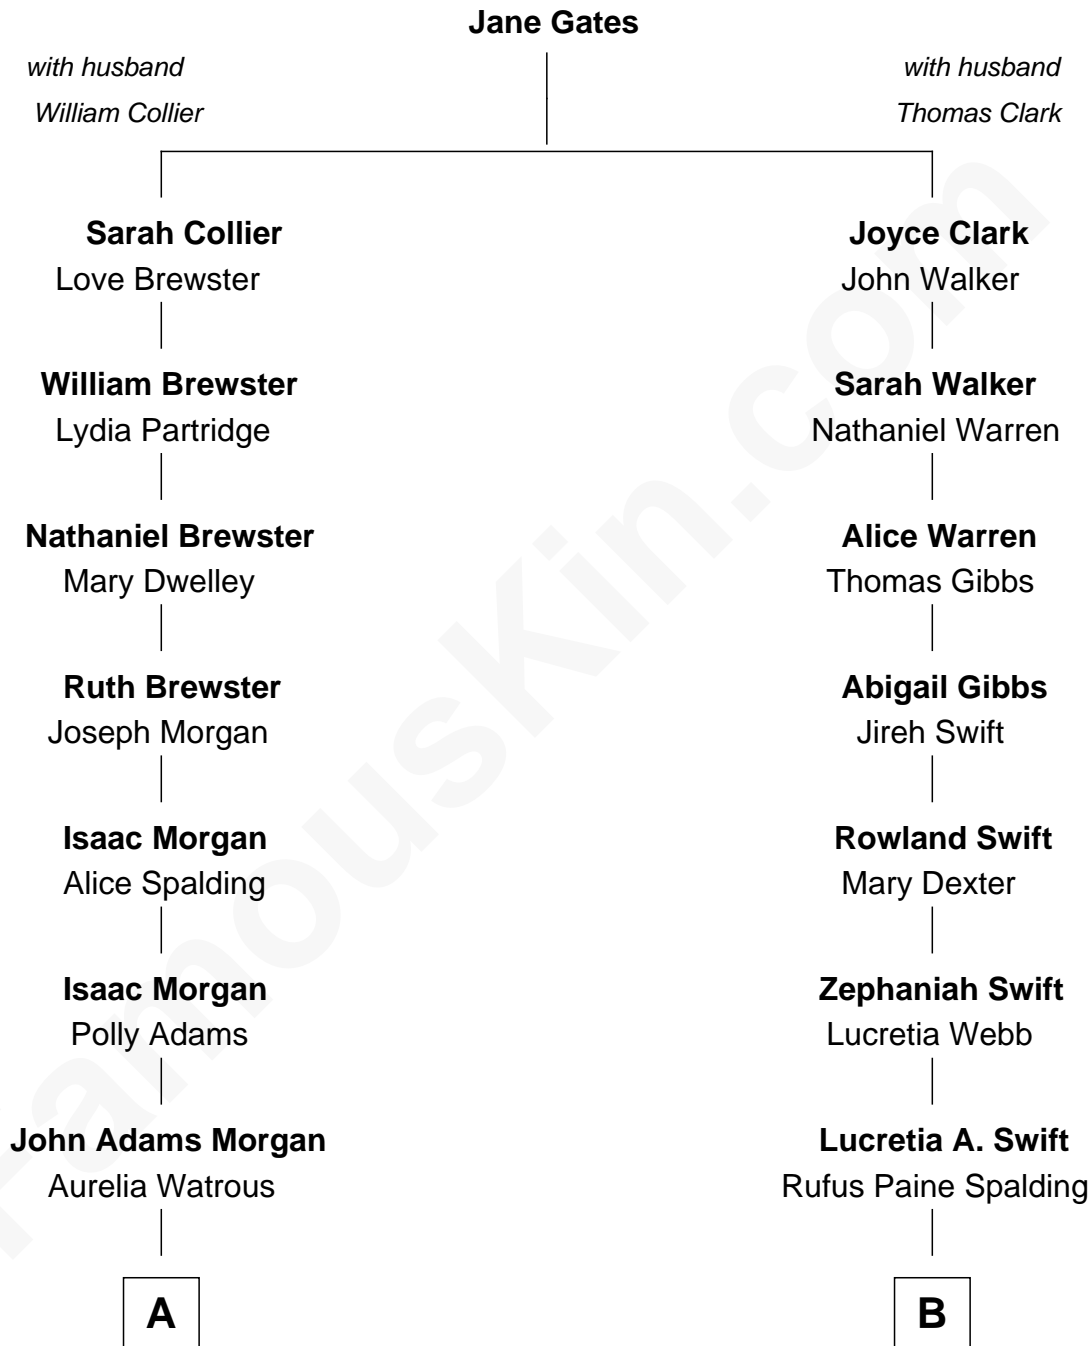 Jane Gates
with husband
William Collier
with husband
Thomas Clark
Sarah Collier
Love Brewster
Joyce Clark
John Walker
William Brewster
Lydia Partridge
Sarah Walker
Nathaniel Warren
Nathaniel Brewster
Mary Dwelley
Alice Warren
Thomas Gibbs
Ruth Brewster
Joseph Morgan
Abigail Gibbs
Jireh Swift
Isaac Morgan
Alice Spalding
Rowland Swift
Mary Dexter
Isaac Morgan
Polly Adams
Zephaniah Swift
Lucretia Webb
John Adams Morgan
Aurelia Watrous
Lucretia A. Swift
Rufus Paine Spalding
A
B
FamousKin.com